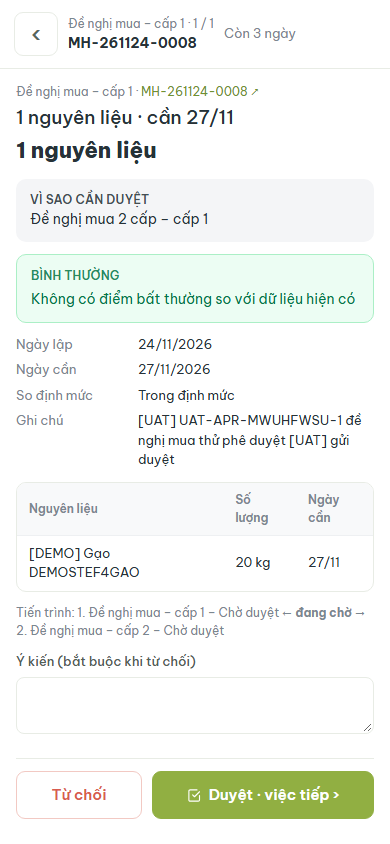 Đề nghị mua – cấp 1 · 1 / 1
MH-261124-0008
Còn 3 ngày
Đề nghị mua – cấp 1 · MH-261124-0008 ↗
1 nguyên liệu · cần 27/11
1 nguyên liệu
VÌ SAO CẦN DUYỆT
Đề nghị mua 2 cấp – cấp 1
BÌNH THƯỜNG
Không có điểm bất thường so với dữ liệu hiện có
Ngày lập 24/11/2026
Ngày cần 27/11/2026
So định mức Trong định mức
Ghi chú [UAT] UAT-APR-MWUHFWSU-1 đề
nghị mua thử phê duyệt [UAT] gửi
duyệt
Nguyên liệu Số lượng Ngày cần
[DEMO] Gạo
DEMOSTEF4GAO 20 kg 27/11
Tiến trình: 1. Đề nghị mua – cấp 1 – Chờ duyệt ← đang chờ →
2. Đề nghị mua – cấp 2 – Chờ duyệt
Ý kiến (bắt buộc khi từ chối)
Từ chối
Duyệt · việc tiếp ›